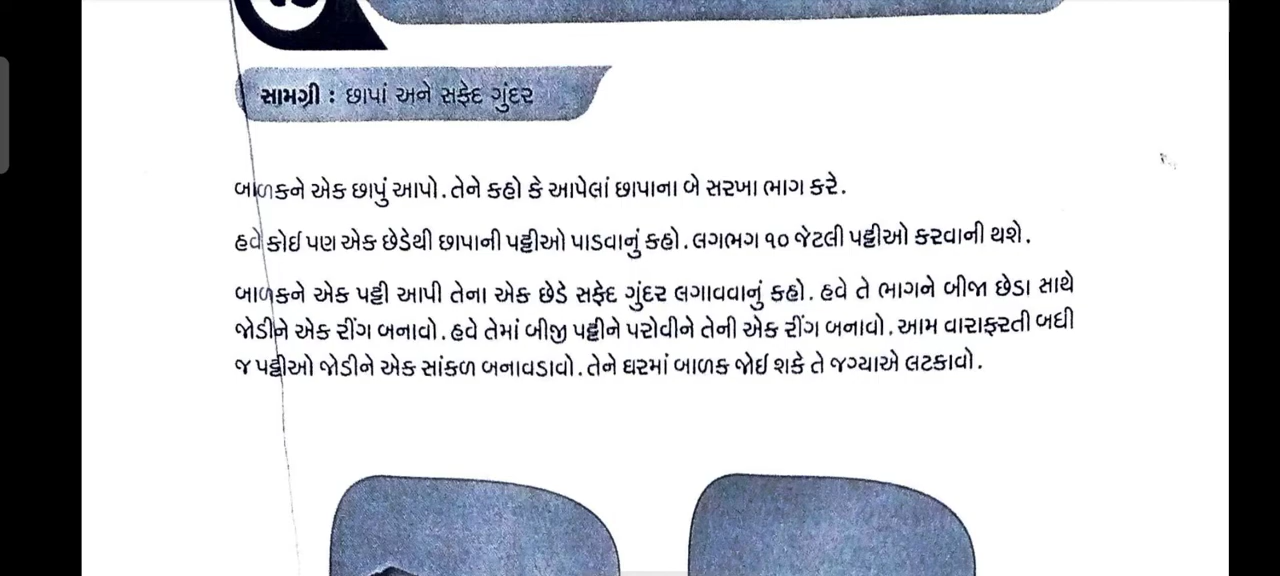 સામગ્રી : છાપાં અને સફેદ ગુંદર
બાળકને એક છાપું આપો. તેને કહો કે આપેલાં છાપાના બે સરખા ભાગ કરે.
હવે કોઈ પણ એક છેડેથી છાપાની પટ્ટીઓ પાડવાનું કહો. લગભગ ૧૦ જેટલી પટ્ટીઓ કરવાની થશે.
બાળકને એક પટ્ટી આપી તેના એક છેડે સફેદ ગુંદર લગાવવાનું કહો. હવે તે ભાગને બીજા છેડા સાથે
જોડીને એક રીંગ બનાવો. હવે તેમાં બીજી પટ્ટીને પરોવીને તેની એક રીંગ બનાવો. આમ વારાફરતી બધી
જ પટ્ટીઓ જોડીને એક સાંકળ બનાવડાવો. તેને ઘરમાં બાળક જોઈ શકે તે જગ્યાએ લટકાવો.